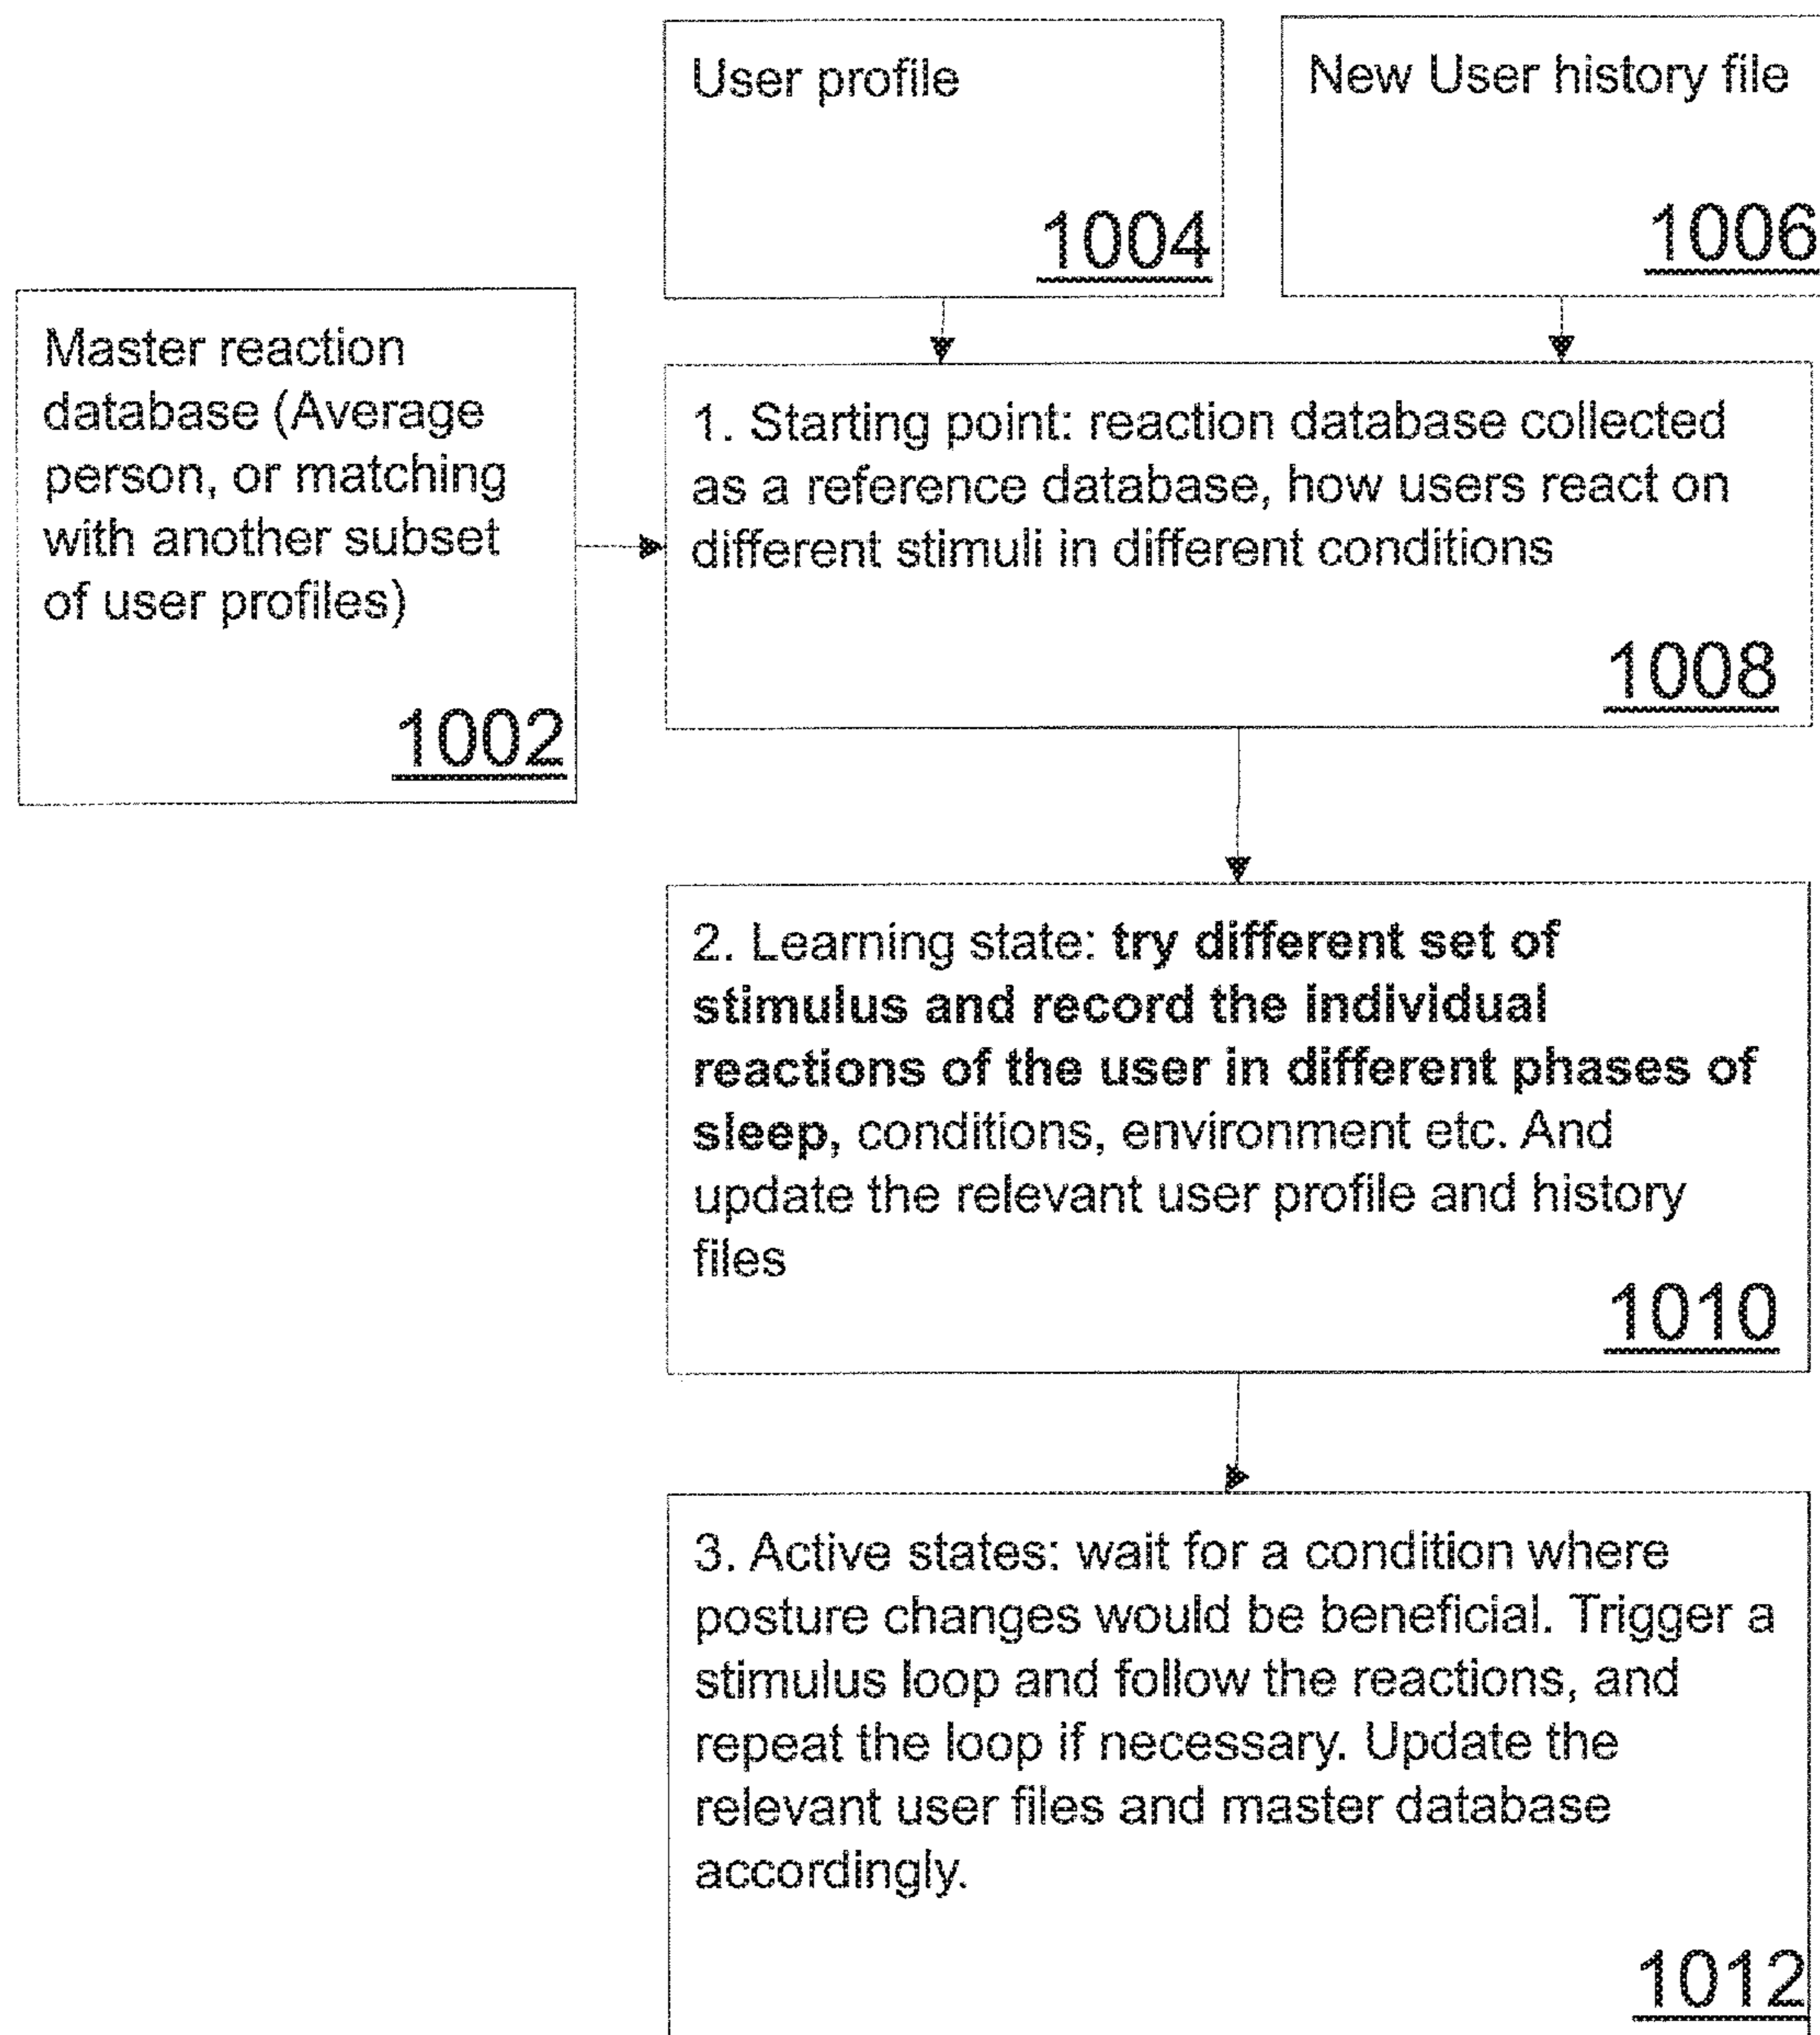 User profile
1004
New User history file
1006
Master reaction
database (Average
person, or matching
with another subset
of user profiles)
1002
1. Starting point: reaction database collected
as a reference database, how users react on
different stimuli in different conditions
1008
2. Learning state: try different set of
stimulus and record the individual
reactions of the user in different phases of
sleep, conditions, environment etc. And
update the relevant user profile and history
files
1010
3. Active states: wait for a condition where
posture changes would be beneficial. Trigger a
stimulus loop and follow the reactions, and
repeat the loop if necessary. Update the
relevant user files and master database
accordingly.
1012